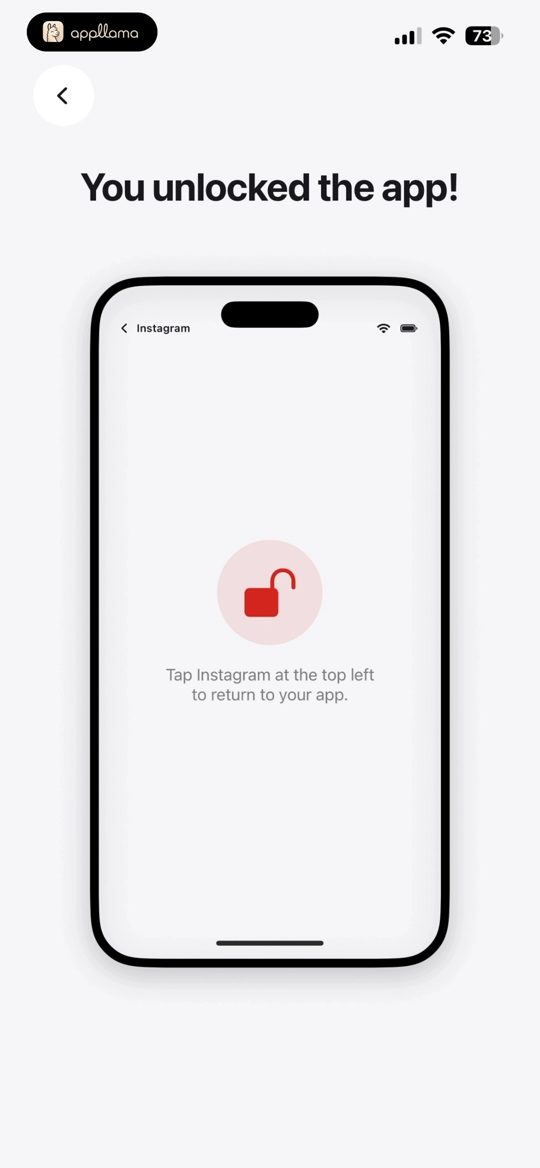 appllama
73
You unlocked the app!
Instagram
Tap Instagram at the top left
to return to your app.